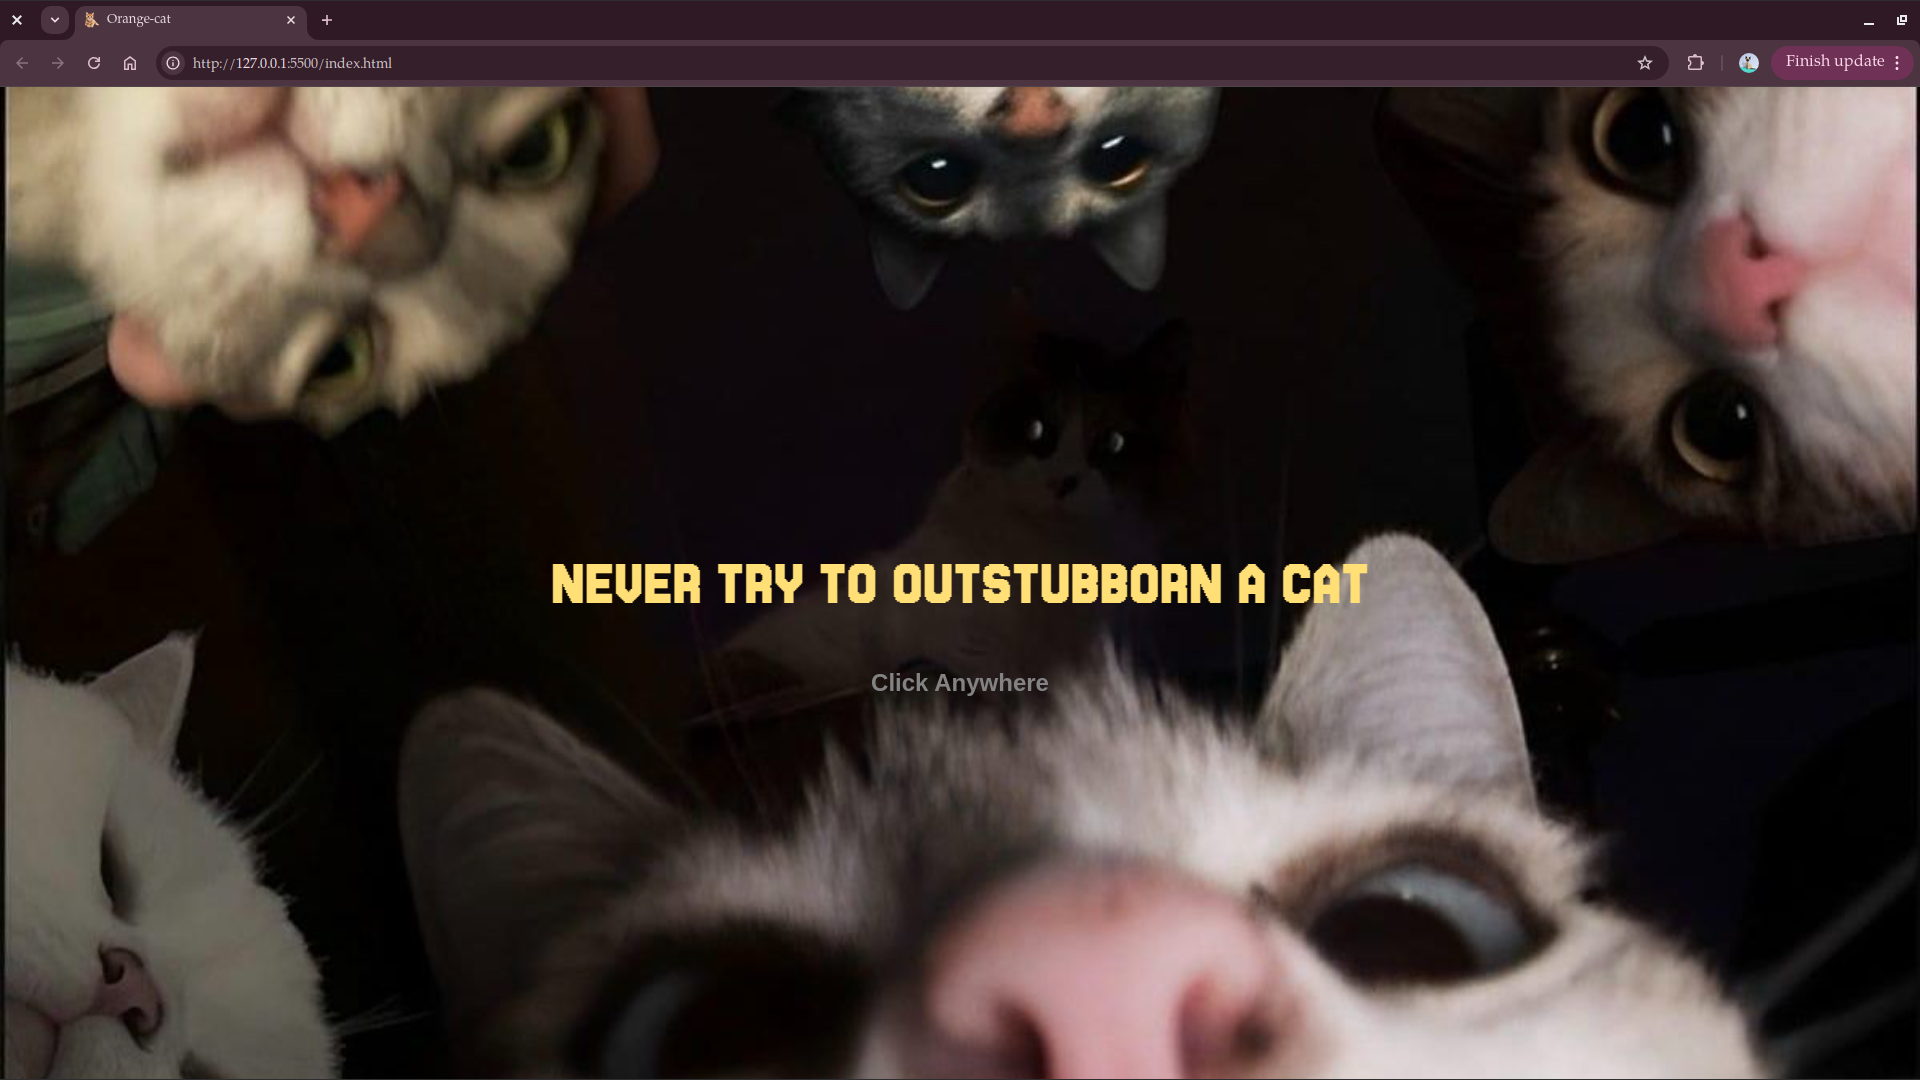 Orange-cat
http://127.0.0.1:5500/index.html
Finish update
NEVER TRY TO OUTSTUBBORN A CAT
Click Anywhere